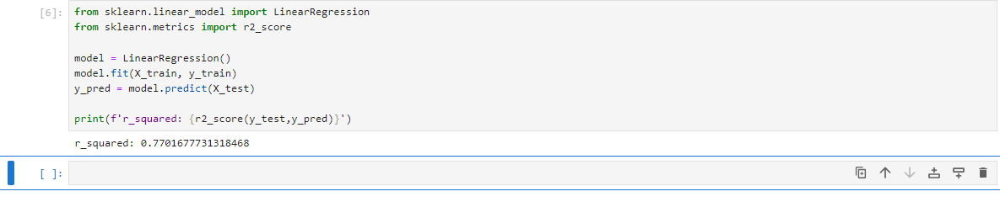 [6]: from sklearn.linear_model import LinearRegression
from sklearn.metrics import r2_score
model = LinearRegression()
model.fit(X_train, y_train)
y_pred = model.predict(X_test)
print(f'r_squared: {r2_score(y_test,y_pred)}')
r_squared: 0.7701677731318468
[ ]: